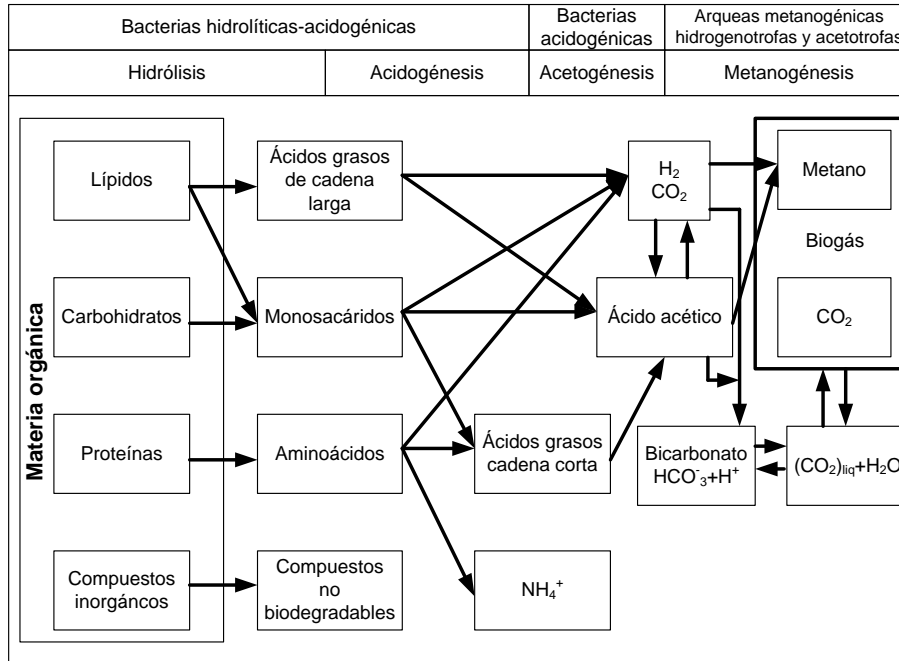 Bacterias hidrolíticas-acidogénicas
Bacterias
acidogénicas
Arqueas metanogénicas
hidrogenotrofas y acetotrofas
Hidrólisis
Acidogénesis
Acetogénesis
Metanogénesis
Materia orgánica
Lípidos
Ácidos grasos
de cadena
larga
H2
CO2
Metano
Biogás
Carbohidratos
Monosacáridos
Ácido acético
CO2
Proteínas
Aminoácidos
Ácidos grasos
cadena corta
Bicarbonato
HCO-3+H+
(CO2)liq+H2O
Compuestos
inorgáncos
Compuestos
no
biodegradables
NH4+